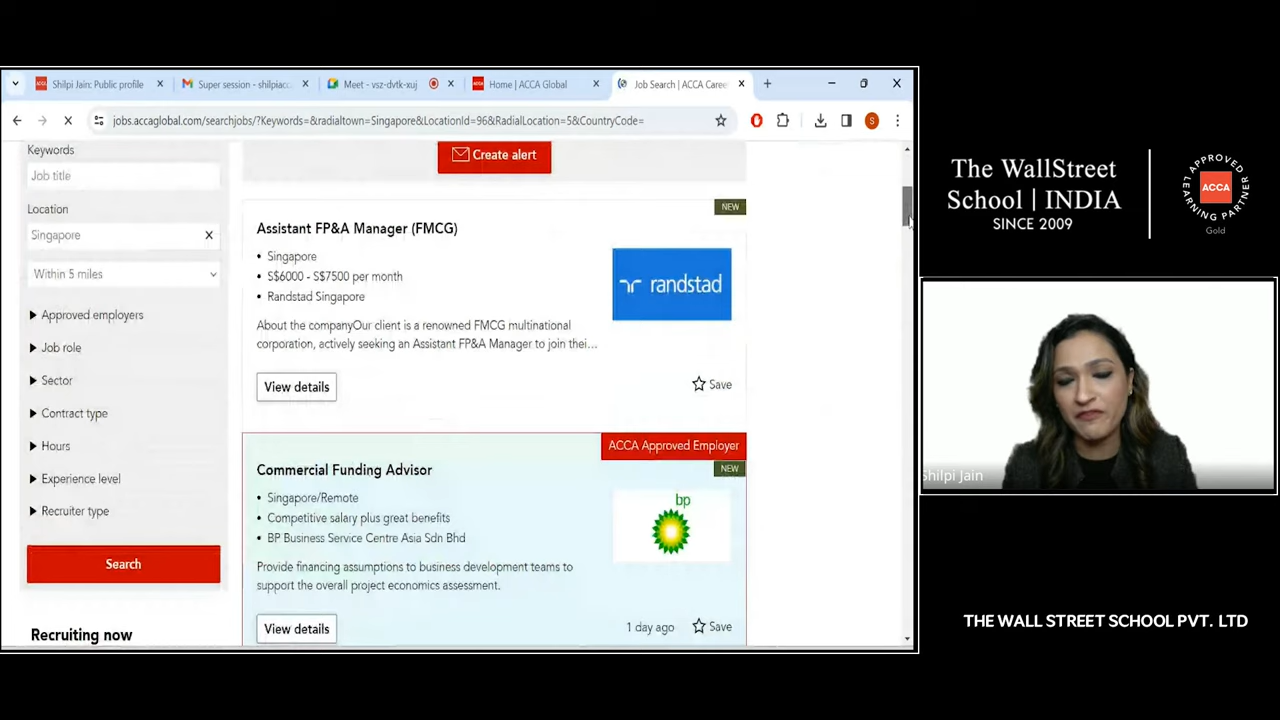 Shilpi Jain: Public profile
Super session - shilpiacc
Meet - vsz-dvtk-xuj
Home | ACCA Global
Job Search | ACCA Caree
jobs.accaglobal.com/searchjobs/?Keywords=&radialtown=Singapore&LocationId=96&RadialLocation=5&CountryCode=
S
Keywords
Job title
Location
Singapore
Within 5 miles
Approved employers
Job role
Sector
Contract type
Hours
Experience level
Recruiter type
Search
Recruiting now
Create alert
NEW
Assistant FP&A Manager (FMCG)
• Singapore
• S$6000 - S$7500 per month
• Randstad Singapore
randstad
About the companyOur client is a renowned FMCG multinational
corporation, actively seeking an Assistant FP&A Manager to join thei...
View details
Save
ACCA Approved Employer
NEW
Commercial Funding Advisor
• Singapore/Remote
• Competitive salary plus great benefits
• BP Business Service Centre Asia Sdn Bhd
bp
Provide financing assumptions to business development teams to
support the overall project economics assessment.
View details
1 day ago
Save
The WallStreet
School | INDIA
SINCE 2009
APPROVED
LEARNING PARTNER
ACCA
Gold
Shilpi Jain
THE WALL STREET SCHOOL PVT. LTD